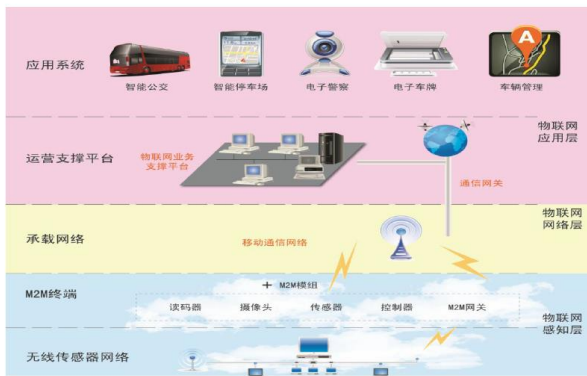 应用系统
智能公交
智能停车场
电子警察
电子车牌
A
车辆管理
物联网
应用层
运营支撑平台
物联网业务
支撑平台
通信网关
物联网
网络层
承载网络
移动通信网络
M2M终端
+ M2M模组
读码器
摄像头
传感器
控制器
M2M网关
物联网
感知层
无线传感器网络